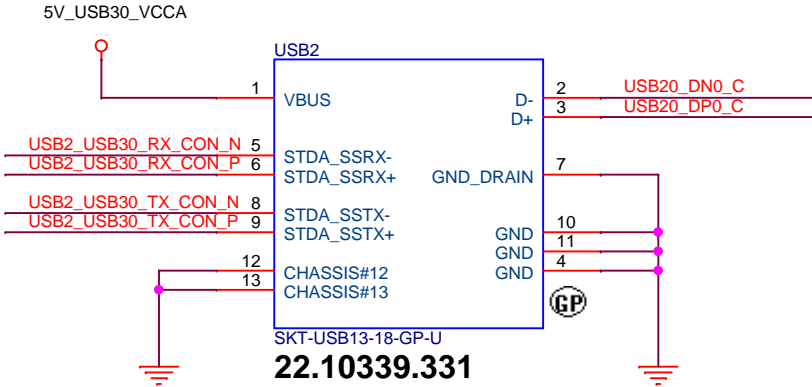 5V_USB30_VCCA
USB2
1 VBUS
D- 2 USB20_DN0_C
D+ 3 USB20_DP0_C
USB2_USB30_RX_CON_N 5 STDA_SSRX-
USB2_USB30_RX_CON_P 6 STDA_SSRX+
GND_DRAIN 7
USB2_USB30_TX_CON_N 8 STDA_SSTX-
USB2_USB30_TX_CON_P 9 STDA_SSTX+
GND 10
GND 11
GND 4
12 CHASSIS#12
13 CHASSIS#13
GP
SKT-USB13-18-GP-U
22.10339.331